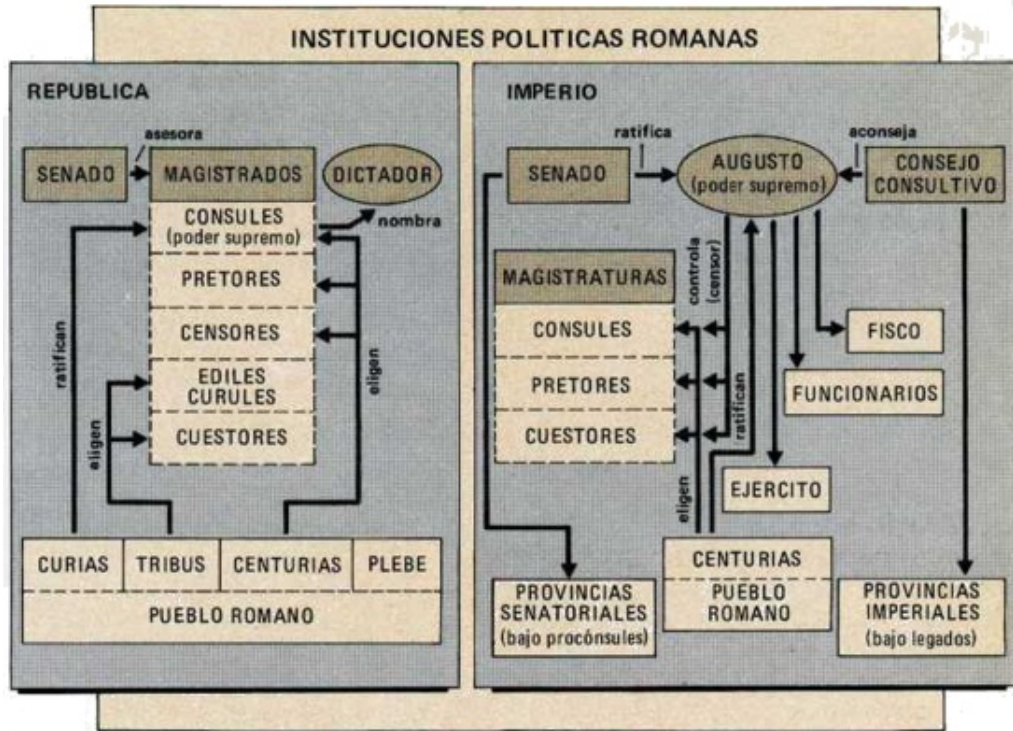 INSTITUCIONES POLITICAS ROMANAS
REPUBLICA
asesora
SENADO
MAGISTRADOS
DICTADOR
CONSULES
(poder supremo)
nombra
PRETORES
CENSORES
EDILES
CURULES
CUESTORES
ratifican
eligen
eligen
CURIAS
TRIBUS
CENTURIAS
PLEBE
PUEBLO ROMANO
IMPERIO
ratifica
aconseja
SENADO
AUGUSTO
(poder supremo)
CONSEJO
CONSULTIVO
MAGISTRATURAS
controla
(censor)
CONSULES
PRETORES
CUESTORES
FISCO
FUNCIONARIOS
ratifican
EJERCITO
eligen
CENTURIAS
PUEBLO
ROMANO
PROVINCIAS
SENATORIALES
(bajo procónsules)
PROVINCIAS
IMPERIALES
(bajo legados)